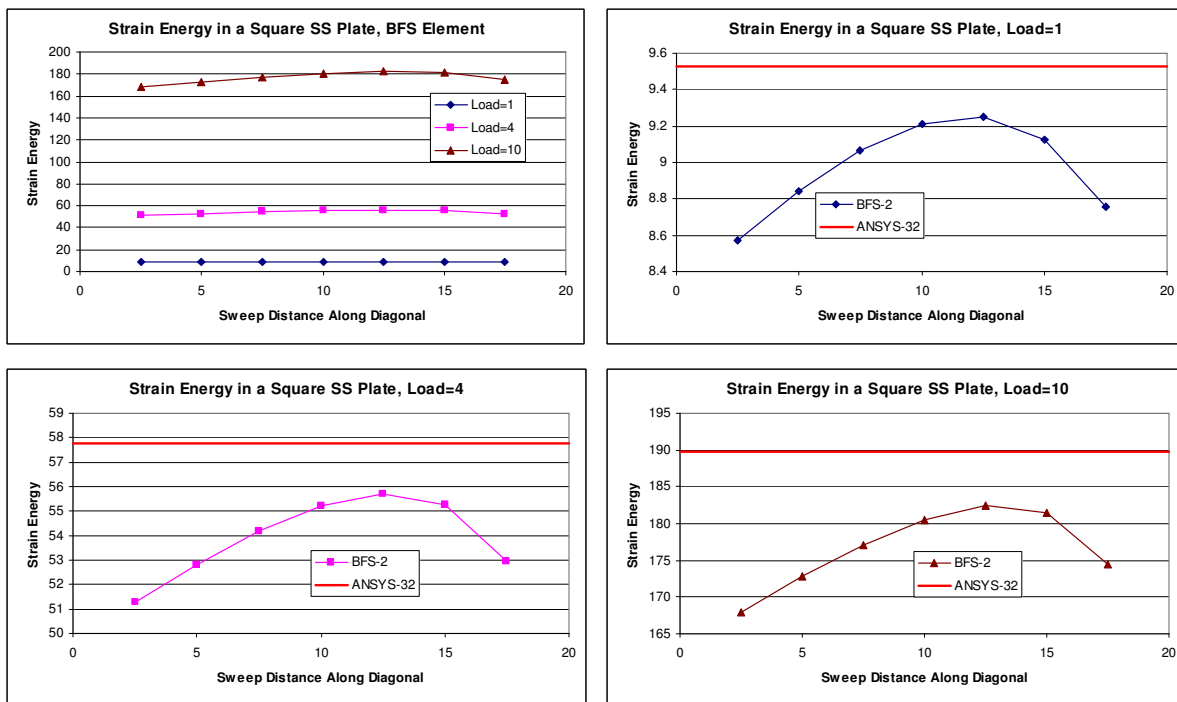 Strain Energy in a Square SS Plate, BFS Element
200
180
160
140
120
100
80
60
40
20
0
Strain Energy
Load=1
Load=4
Load=10
0 5 10 15 20
Sweep Distance Along Diagonal
Strain Energy in a Square SS Plate, Load=1
9.6
9.4
9.2
9
8.8
8.6
8.4
Strain Energy
BFS-2
ANSYS-32
0 5 10 15 20
Sweep Distance Along Diagonal
Strain Energy in a Square SS Plate, Load=4
59
58
57
56
55
54
53
52
51
50
Strain Energy
BFS-2
ANSYS-32
0 5 10 15 20
Sweep Distance Along Diagonal
Strain Energy in a Square SS Plate, Load=10
195
190
185
180
175
170
165
Strain Energy
BFS-2
ANSYS-32
0 5 10 15 20
Sweep Distance Along Diagonal